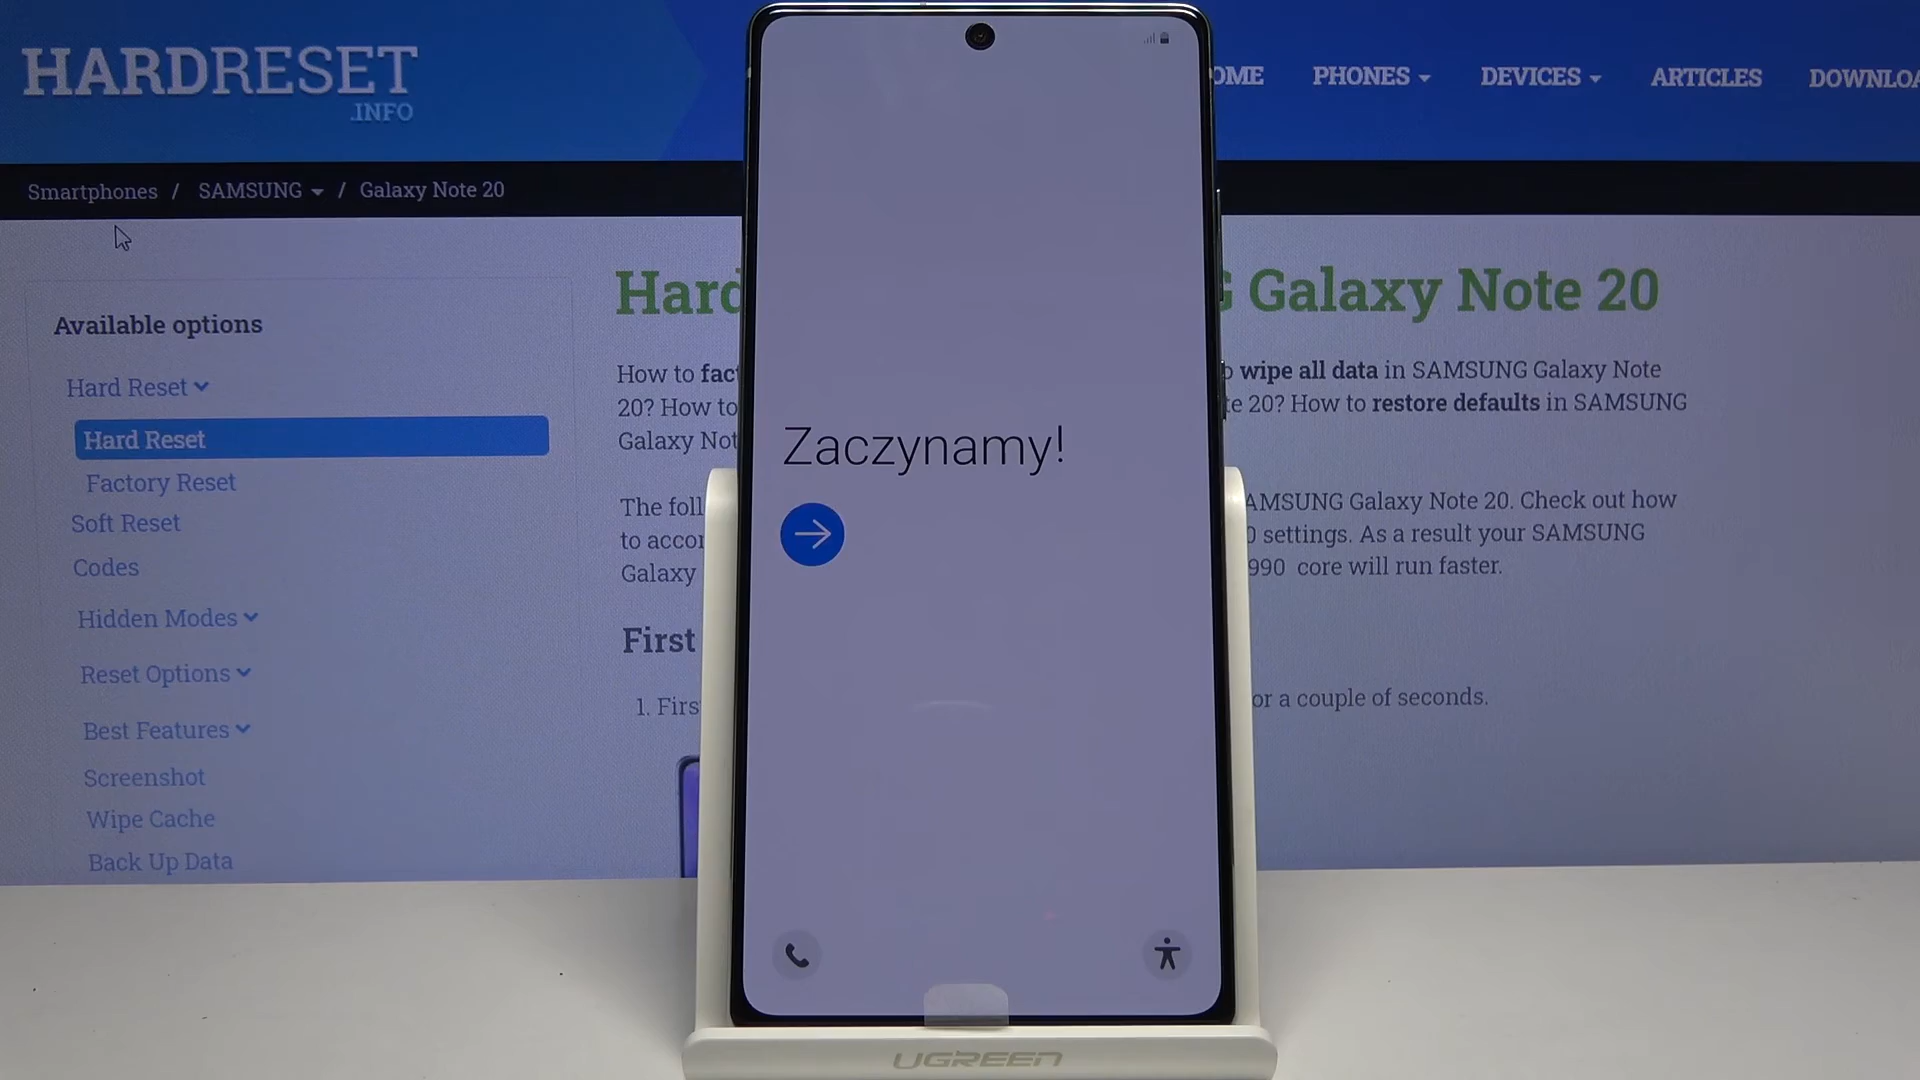 HARDRESET
.INFO
OME PHONES DEVICES ARTICLES DOWNLOA
Smartphones / SAMSUNG / Galaxy Note 20
Available options
Hard Reset
Hard Reset
Factory Reset
Soft Reset
Codes
Hidden Modes
Reset Options
Best Features
Screenshot
Wipe Cache
Back Up Data
Hard G Galaxy Note 20
How to fac wipe all data in SAMSUNG Galaxy Note
20? How to te 20? How to restore defaults in SAMSUNG
Galaxy Not
The foll AMSUNG Galaxy Note 20. Check out how
to accor 0 settings. As a result your SAMSUNG
Galaxy 990 core will run faster.
First
1. Firs or a couple of seconds.
Zaczynamy!
UGREEN